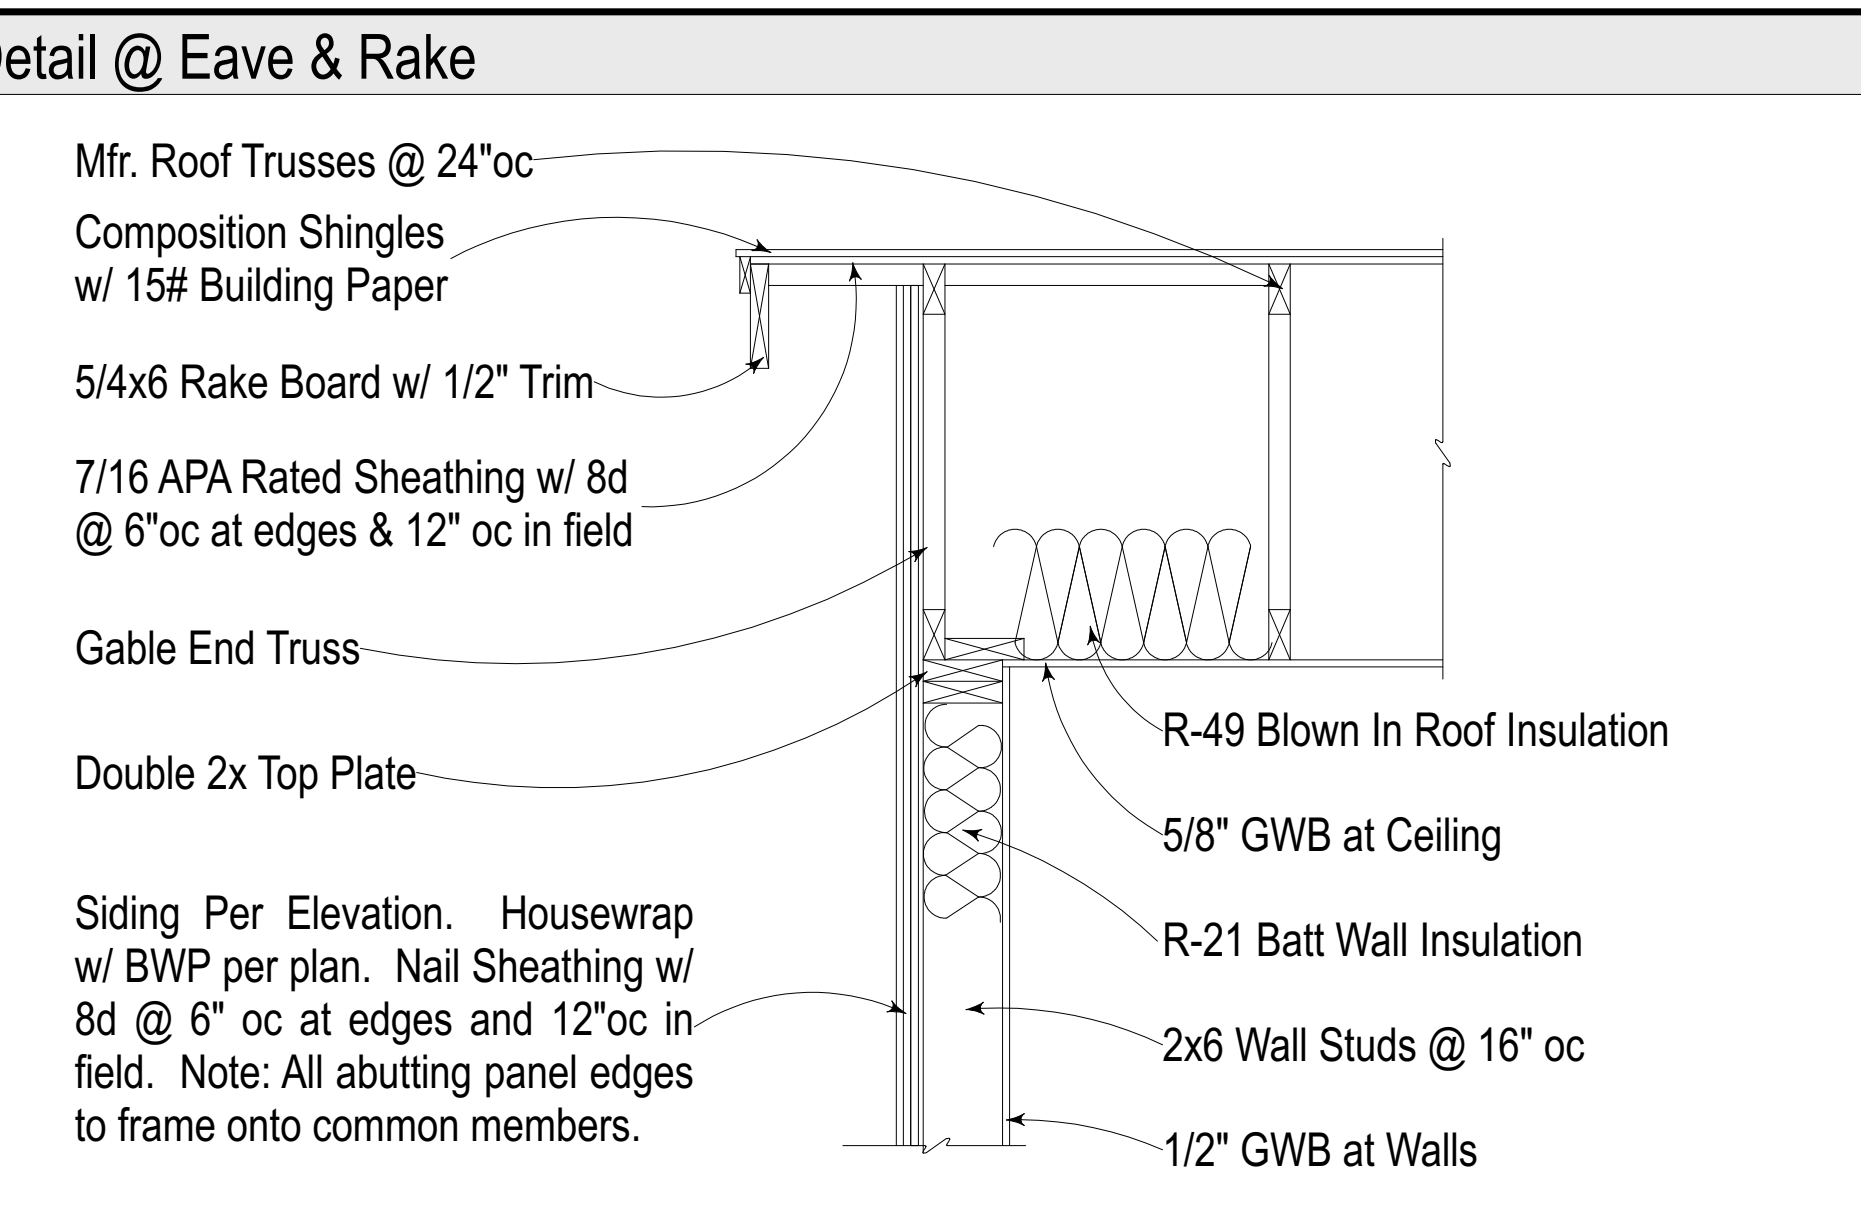 etail @ Eave & Rake
Mfr. Roof Trusses @ 24"oc
Composition Shingles
w/ 15# Building Paper
5/4x6 Rake Board w/ 1/2" Trim
7/16 APA Rated Sheathing w/ 8d
@ 6"oc at edges & 12" oc in field
Gable End Truss
Double 2x Top Plate
Siding Per Elevation. Housewrap
w/ BWP per plan. Nail Sheathing w/
8d @ 6" oc at edges and 12"oc in
field. Note: All abutting panel edges
to frame onto common members.
R-49 Blown In Roof Insulation
5/8" GWB at Ceiling
R-21 Batt Wall Insulation
2x6 Wall Studs @ 16" oc
1/2" GWB at Walls